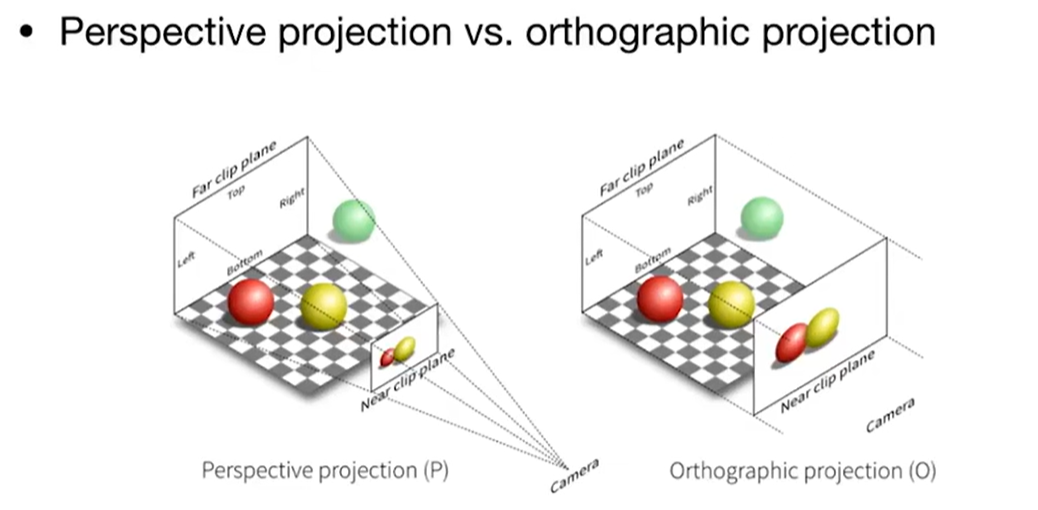 • Perspective projection vs. orthographic projection
Far clip plane
Top
Right
Left
Bottom
Near clip plane
Camera
Perspective projection (P)
Far clip plane
Top
Right
Left
Bottom
Near clip plane
Camera
Orthographic projection (O)